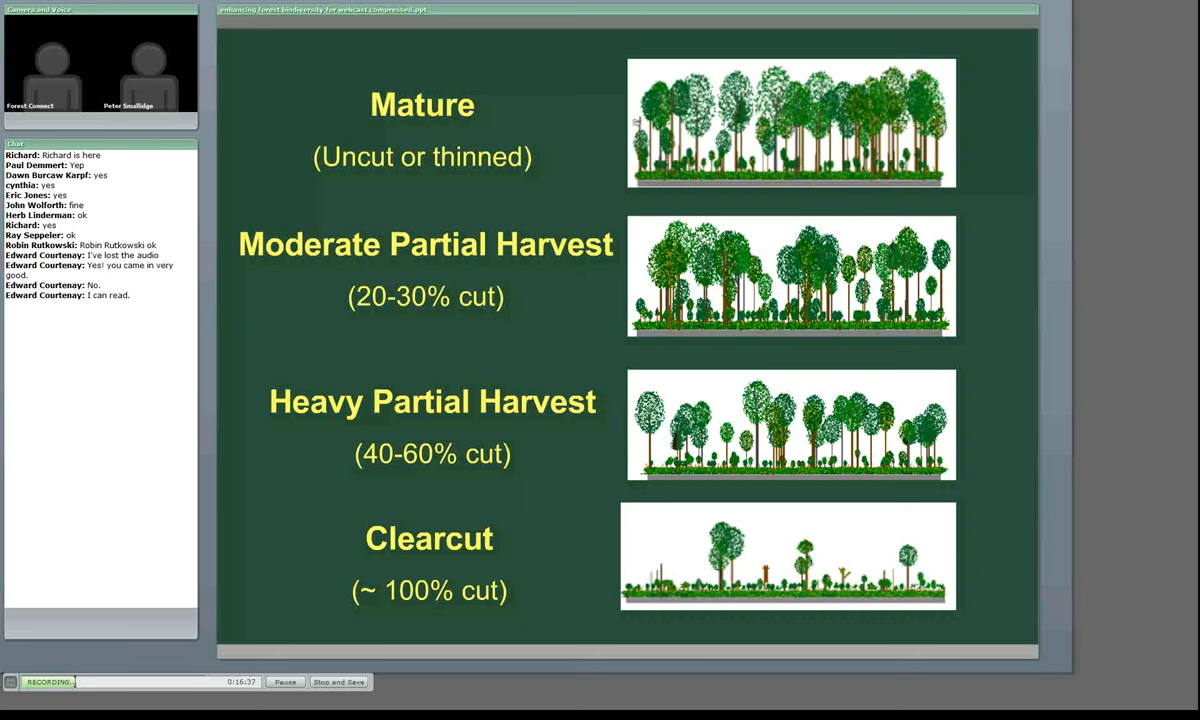 Camera and Voice
Forest Connect
Peter Smallidge
Chat
Richard: Richard is here
Paul Demmert: Yep
Dawn Burcaw Karpf: yes
cynthia: yes
Eric Jones: yes
John Wolforth: fine
Herb Linderman: ok
Richard: yes
Ray Seppeler: ok
Robin Rutkowski: Robin Rutkowski ok
Edward Courtenay: I've lost the audio
Edward Courtenay: Yes! you came in very
good.
Edward Courtenay: No.
Edward Courtenay: I can read.
enhancing forest biodiversity for webcast compressed.ppt
Mature
(Uncut or thinned)
Moderate Partial Harvest
(20-30% cut)
Heavy Partial Harvest
(40-60% cut)
Clearcut
(~ 100% cut)
RECORDING...
0:16:37
Pause
Stop and Save